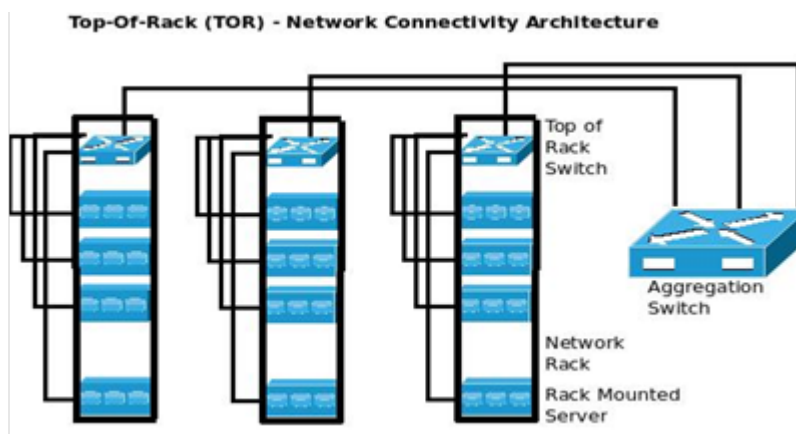 Top-Of-Rack (TOR) - Network Connectivity Architecture
Top of
Rack
Switch
Aggregation
Switch
Network
Rack
Rack Mounted
Server